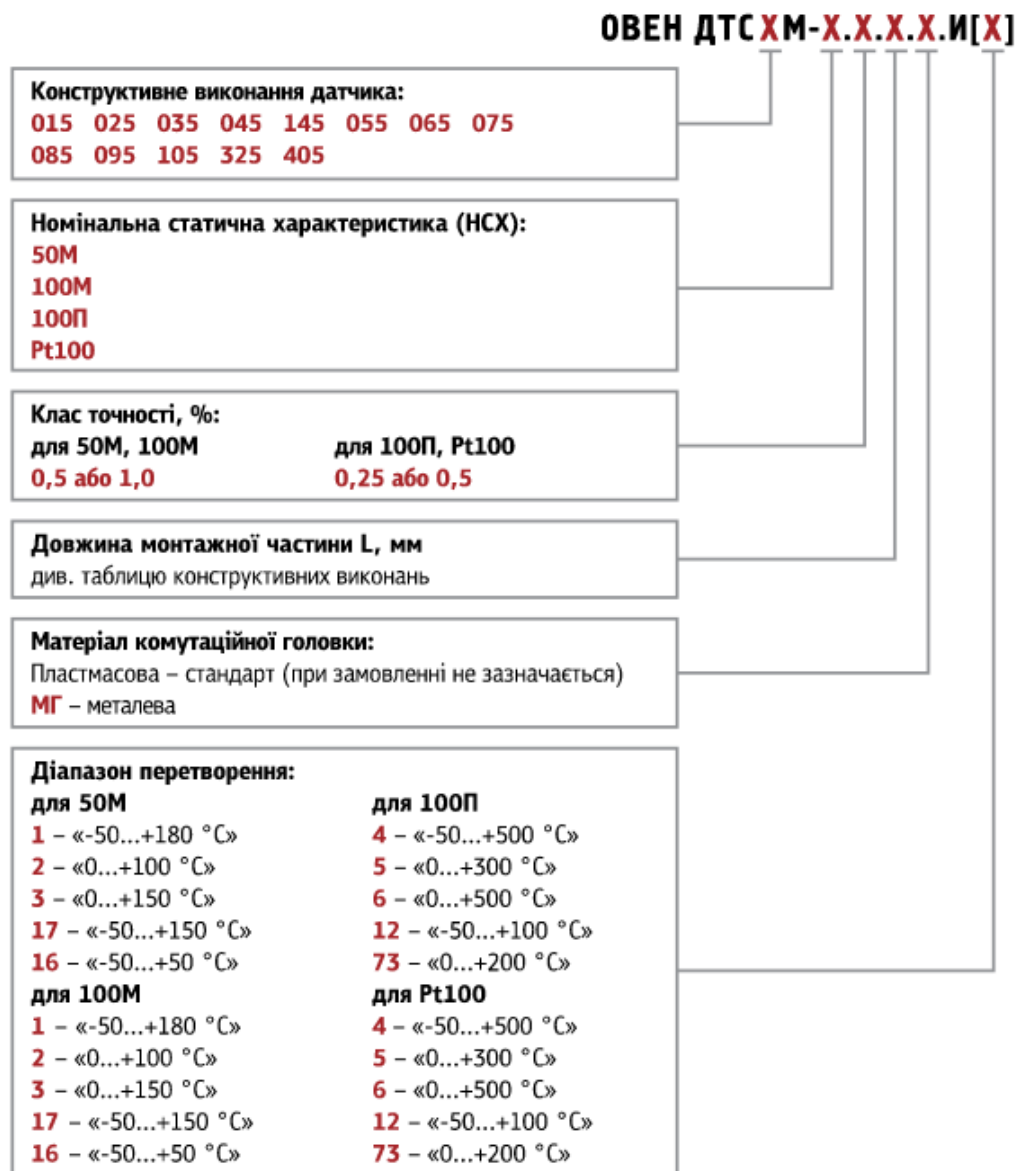 ОВЕН ДТСХМ-Х.Х.Х.Х.И[Х]
Конструктивне виконання датчика:
015 025 035 045 145 055 065 075
085 095 105 325 405
Номінальна статична характеристика (НСХ):
50М
100М
100П
Pt100
Клас точності, %:
для 50М, 100М
0,5 або 1,0
для 100П, Pt100
0,25 або 0,5
Довжина монтажної частини L, мм
див. таблицю конструктивних виконань
Матеріал комутаційної головки:
Пластмасова – стандарт (при замовленні не зазначається)
МГ – металева
Діапазон перетворення:
для 50М
1 – «-50...+180 °С»
2 – «0...+100 °С»
3 – «0...+150 °С»
17 – «-50...+150 °С»
16 – «-50...+50 °С»
для 100М
1 – «-50...+180 °С»
2 – «0...+100 °С»
3 – «0...+150 °С»
17 – «-50...+150 °С»
16 – «-50...+50 °С»
для 100П
4 – «-50...+500 °С»
5 – «0...+300 °С»
6 – «0...+500 °С»
12 – «-50...+100 °С»
73 – «0...+200 °С»
для Pt100
4 – «-50...+500 °С»
5 – «0...+300 °С»
6 – «0...+500 °С»
12 – «-50...+100 °С»
73 – «0...+200 °С»